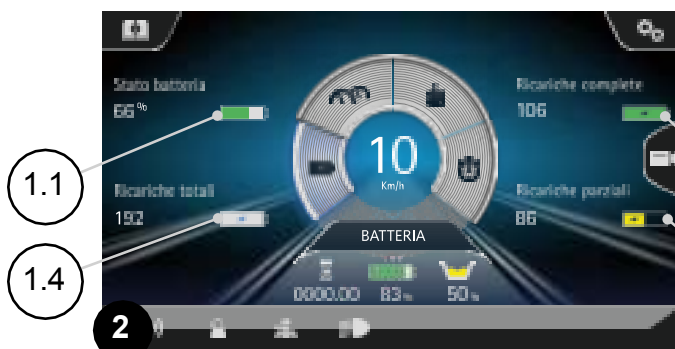 Stato batteria
66%
Ricariche complete
106
1.1
10
Km/h
Ricariche totali
192
Ricariche parziali
86
1.4
BATTERIA
0000.00 83% 50%
2